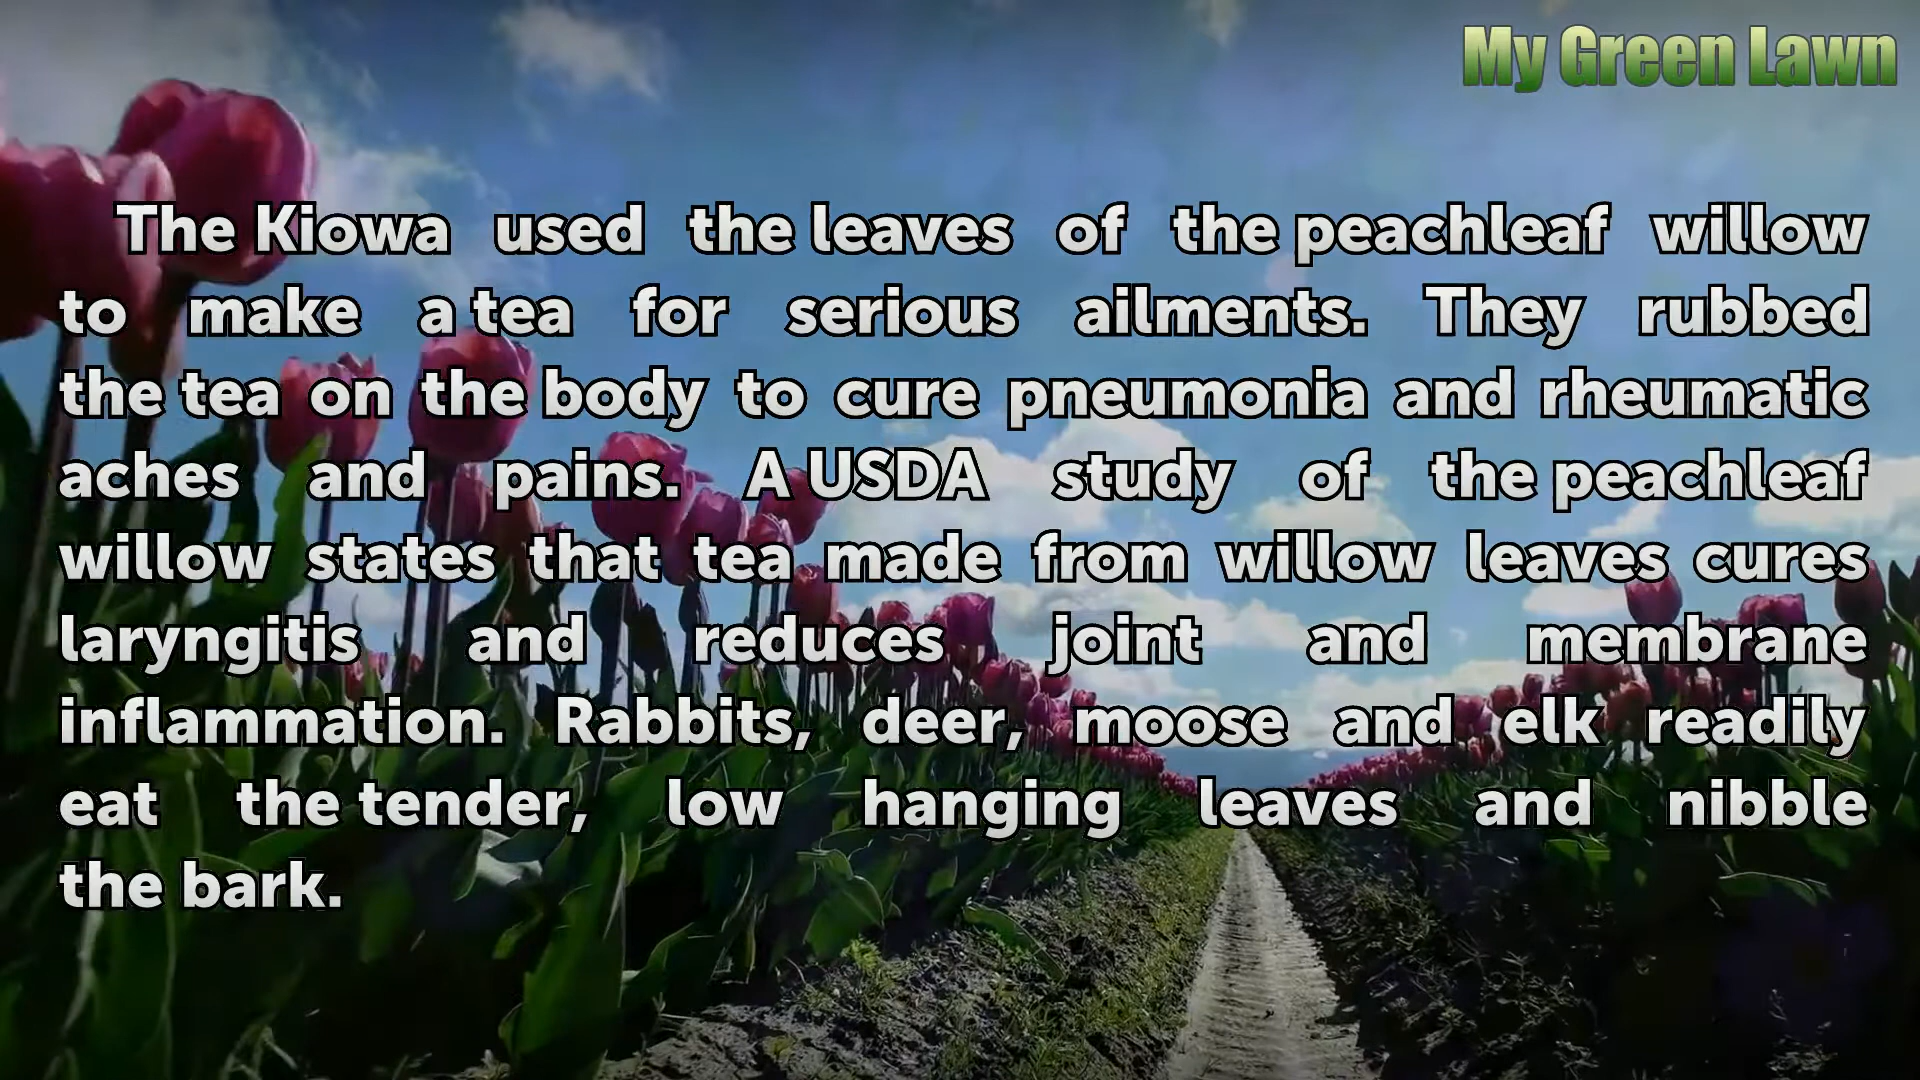 My Green Lawn
The Kiowa used the leaves of the peachleaf willow
to make a tea for serious ailments. They rubbed
the tea on the body to cure pneumonia and rheumatic
aches and pains. A USDA study of the peachleaf
willow states that tea made from willow leaves cures
laryngitis and reduces joint and membrane
inflammation. Rabbits, deer, moose and elk readily
eat the tender, low hanging leaves and nibble
the bark.